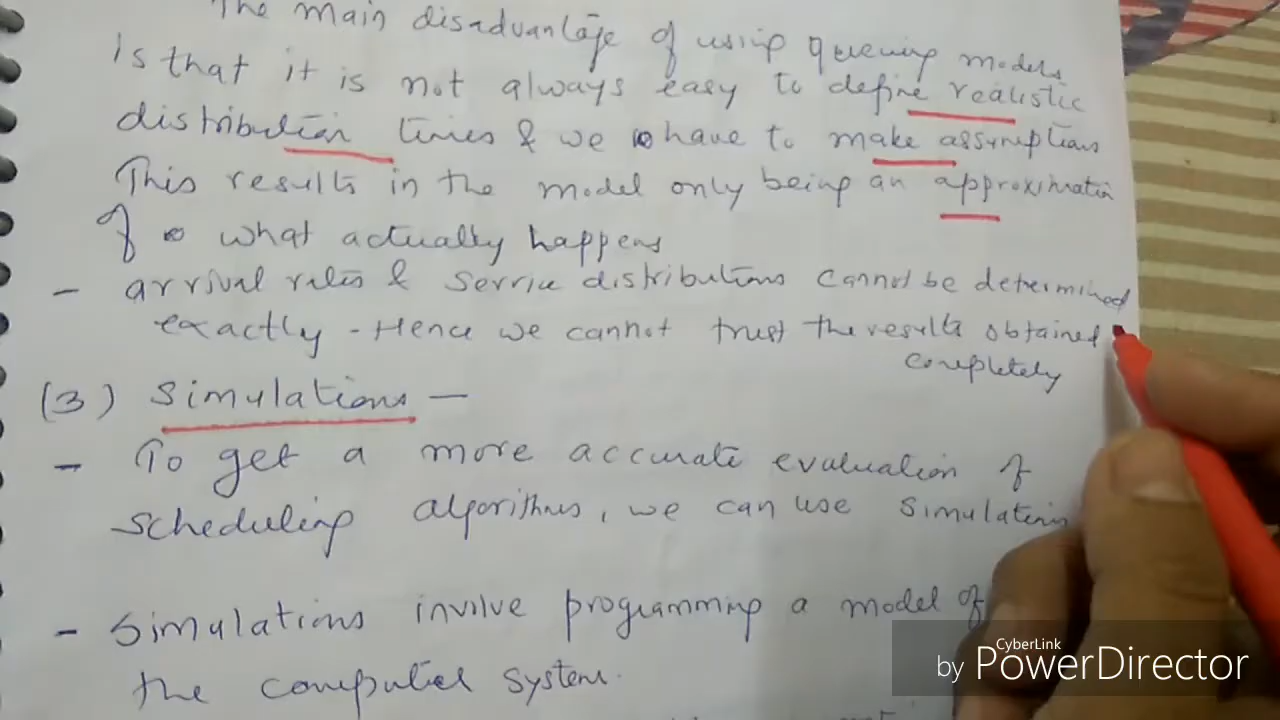 The main disadvantage of using queuing models
is that it is not always easy to define realistic
distribution times & we have to make assumptions
This results in the model only being an approximation
of what actually happens
- arrival rates & service distributions cannot be determined
exactly - Hence we cannot trust the results obtained
completely
(3) Simulations -
- To get a more accurate evaluation of
scheduling algorithms, we can use simulations
- Simulations involve programming a model of
the computer system.
CyberLink
by PowerDirector